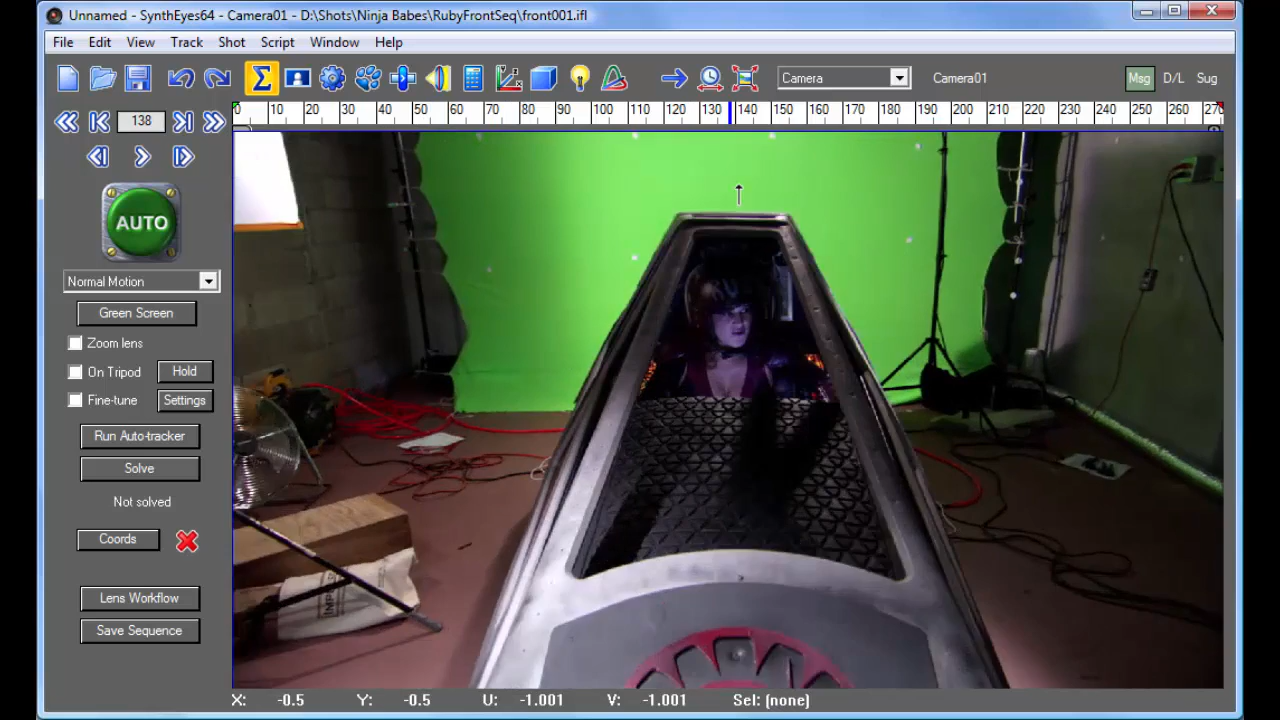 Unnamed - SynthEyes64 - Camera01 - D:\Shots\Ninja Babes\RubyFrontSeq\front001.ifl
File Edit View Track Shot Script Window Help
Camera Camera01 Msg D/L Sug
138 0 10 20 30 40 50 60 70 80 90 100 110 120 130 140 150 160 170 180 190 200 210 220 230 240 250 260 27
AUTO
Normal Motion
Green Screen
Zoom lens
On Tripod Hold
Fine-tune Settings
Run Auto-tracker
Solve
Not solved
Coords
Lens Workflow
Save Sequence
X: -0.5 Y: -0.5 U: -1.001 V: -1.001 Sel: (none)